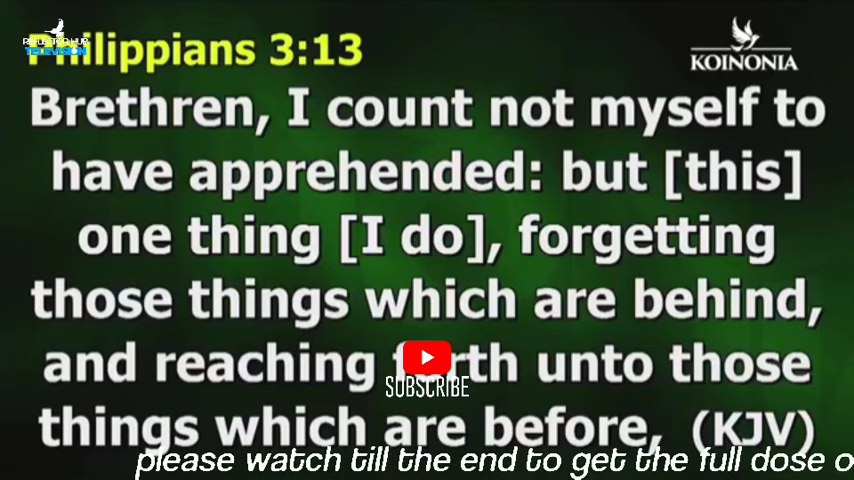 Philippians 3:13
TELEVISION
KOINONIA
Brethren, I count not myself to
have apprehended: but [this]
one thing [I do], forgetting
those things which are behind,
and reaching forth unto those
SUBSCRIBE
things which are before, (KJV)
please watch till the end to get the full dose o